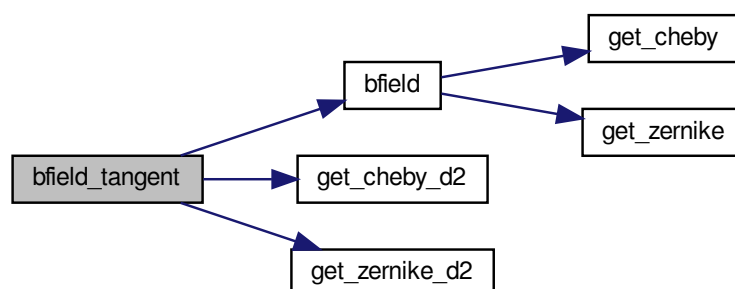 get_cheby
bfield
get_zernike
bfield_tangent
get_cheby_d2
get_zernike_d2